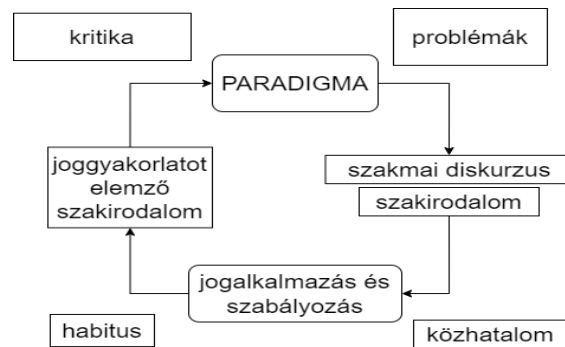 kritika
problémák
PARADIGMA
joggyakorlatot
elemző
szakirodalom
szakmai diskurzus
szakirodalom
jogalkalmazás és
szabályozás
habitus
közhatalom